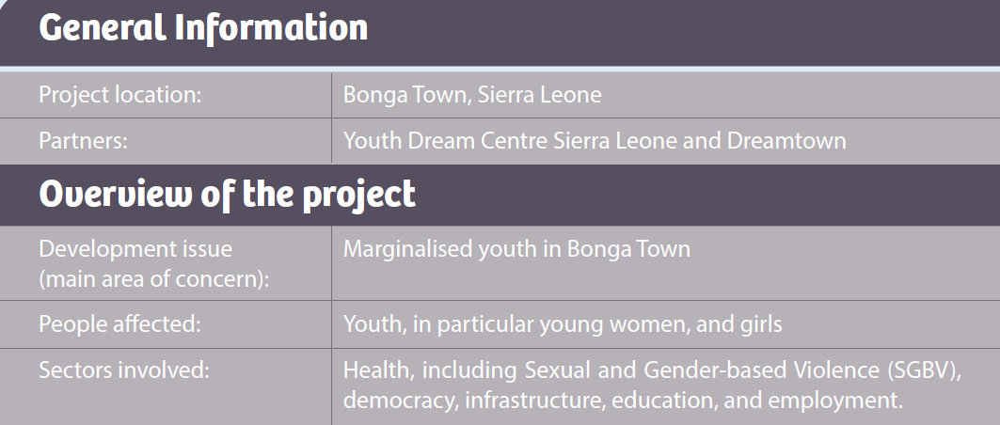 General Information
Project location:
Bonga Town, Sierra Leone
Partners:
Youth Dream Centre Sierra Leone and Dreamtown
Overview of the project
Development issue
(main area of concern):
Marginalised youth in Bonga Town
People affected:
Youth, in particular young women, and girls
Sectors involved:
Health, including Sexual and Gender-based Violence (SGBV),
democracy, infrastructure, education, and employment.